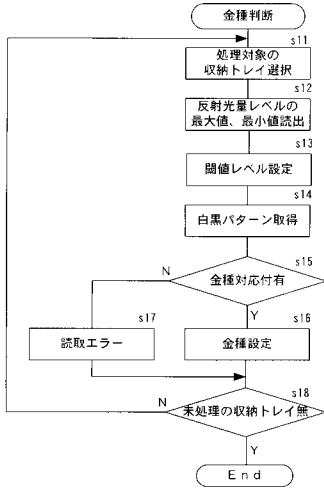 金種判断
s11
処理対象の
収納トレイ選択
s12
反射光量レベルの
最大値、最小値読出
s13
閾値レベル設定
s14
白黒パターン取得
s15
金種対応付有
N
Y
s17
読取エラー
s16
金種設定
s18
未処理の収納トレイ無
N
Y
End